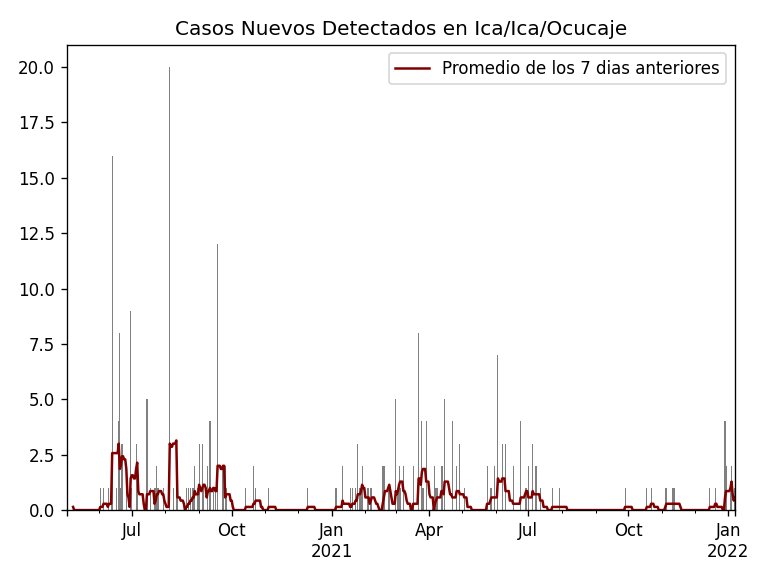 Casos Nuevos Detectados en Ica/Ica/Ocucaje
Promedio de los 7 dias anteriores
20.0
17.5
15.0
12.5
10.0
7.5
5.0
2.5
0.0
Jul
Oct
Jan
2021
Apr
Jul
Oct
Jan
2022